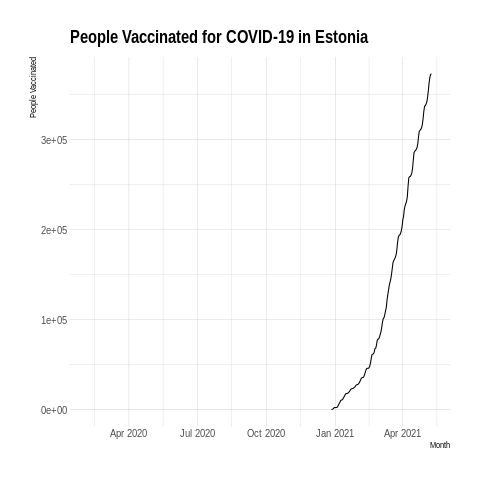 People Vaccinated for COVID-19 in Estonia
People Vaccinated
3e+05
2e+05
1e+05
0e+00
Apr 2020 Jul 2020 Oct 2020 Jan 2021 Apr 2021
Month